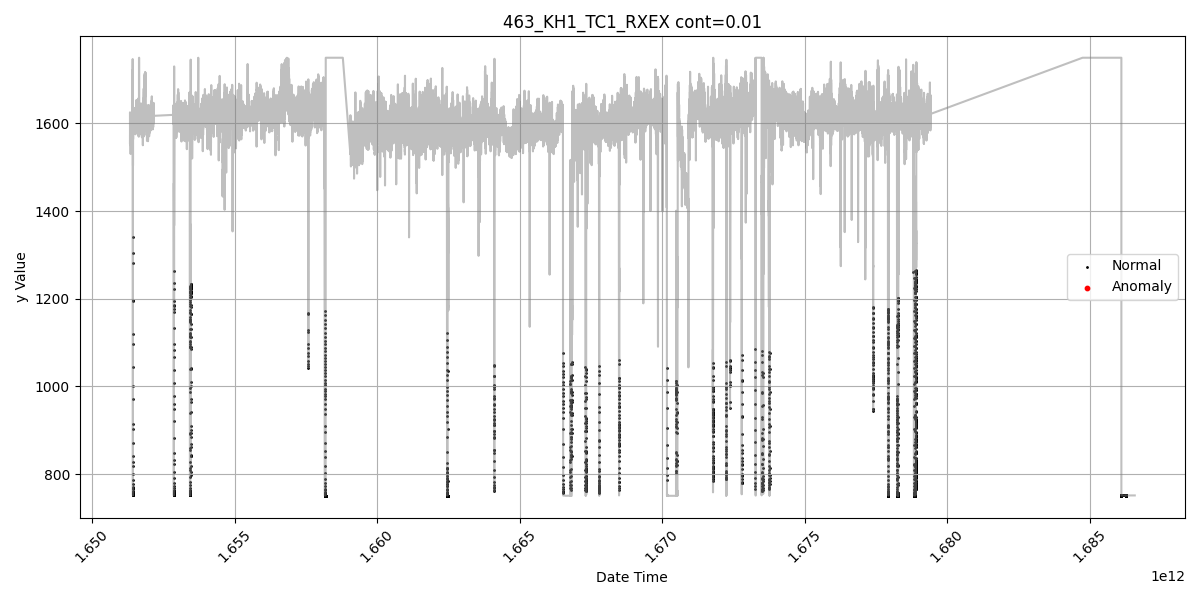 463_KH1_TC1_RXEX cont=0.01
y Value
1600
1400
1200
1000
800
Normal
Anomaly
1.650
1.655
1.660
1.665
1.670
1.675
1.680
1.685
1e12
Date Time